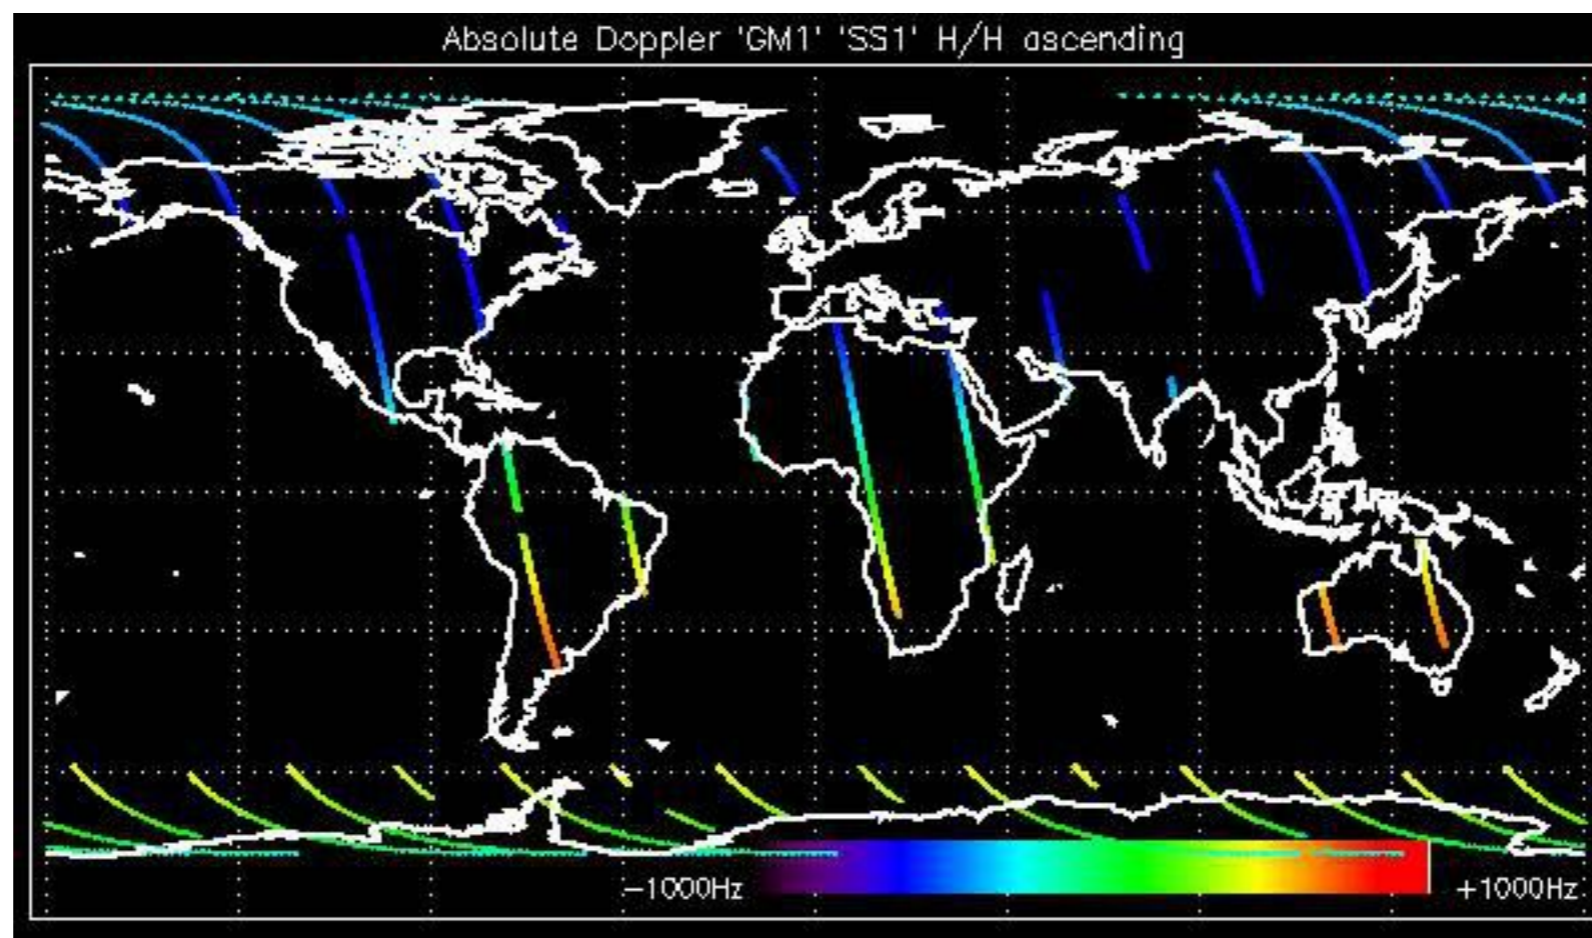 Absolute Doppler 'GM1' 'SS1' H/H ascending
−1000Hz
+1000Hz